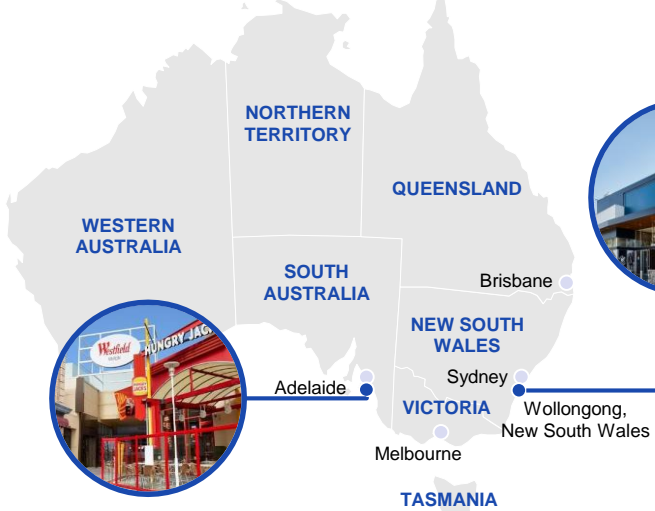 NORTHERN
TERRITORY
QUEENSLAND
WESTERN
AUSTRALIA
SOUTH
AUSTRALIA
Brisbane
NEW SOUTH
WALES
Westfield
HUNGRY JAC
Adelaide
Sydney
VICTORIA
Wollongong,
New South Wales
Melbourne
TASMANIA